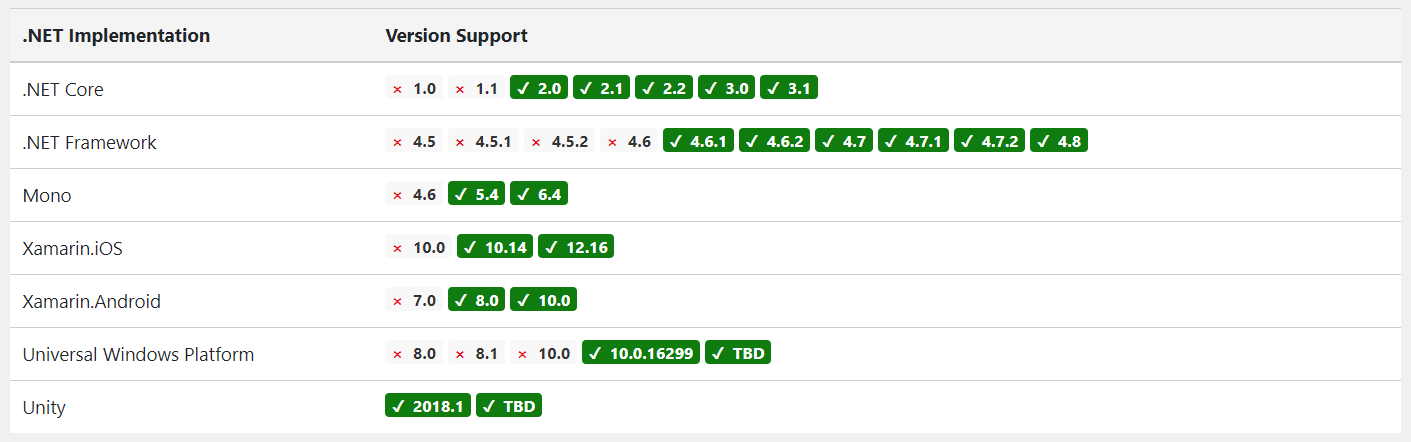 .NET Implementation Version Support
.NET Core × 1.0 × 1.1 ✓ 2.0 ✓ 2.1 ✓ 2.2 ✓ 3.0 ✓ 3.1
.NET Framework × 4.5 × 4.5.1 × 4.5.2 × 4.6 ✓ 4.6.1 ✓ 4.6.2 ✓ 4.7 ✓ 4.7.1 ✓ 4.7.2 ✓ 4.8
Mono × 4.6 ✓ 5.4 ✓ 6.4
Xamarin.iOS × 10.0 ✓ 10.14 ✓ 12.16
Xamarin.Android × 7.0 ✓ 8.0 ✓ 10.0
Universal Windows Platform × 8.0 × 8.1 × 10.0 ✓ 10.0.16299 ✓ TBD
Unity ✓ 2018.1 ✓ TBD